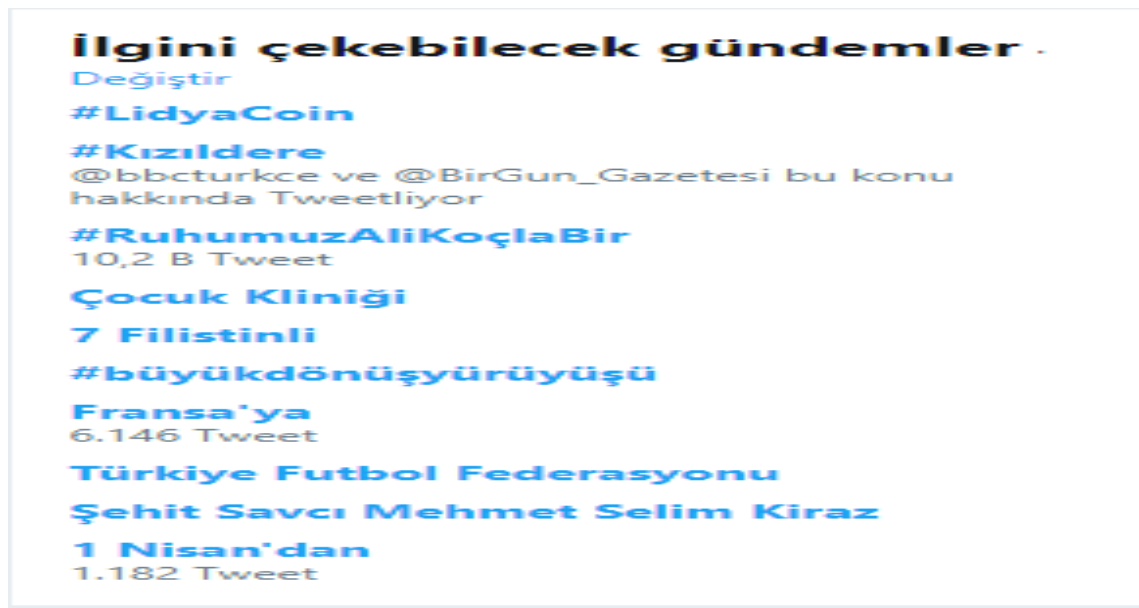 İlgini çekebilecek gündemler ·
Değiştir
#LidyaCoin
#Kızıldere
@bbcturkce ve @BirGun_Gazetesi bu konu
hakkında Tweetliyor
#RuhumuzAliKoçlaBir
10,2 B Tweet
Çocuk Kliniği
7 Filistinli
#büyükdönüşyürüyüşü
Fransa'ya
6.146 Tweet
Türkiye Futbol Federasyonu
Şehit Savcı Mehmet Selim Kiraz
1 Nisan'dan
1.182 Tweet